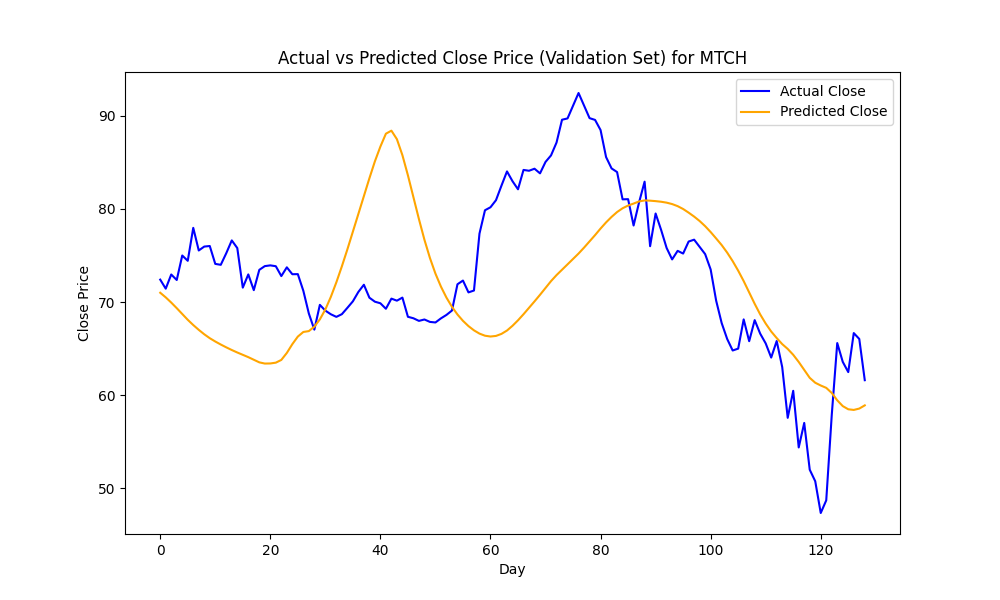 Actual vs Predicted Close Price (Validation Set) for MTCH
Actual Close
Predicted Close
Close Price
90
80
70
60
50
0 20 40 60 80 100 120
Day